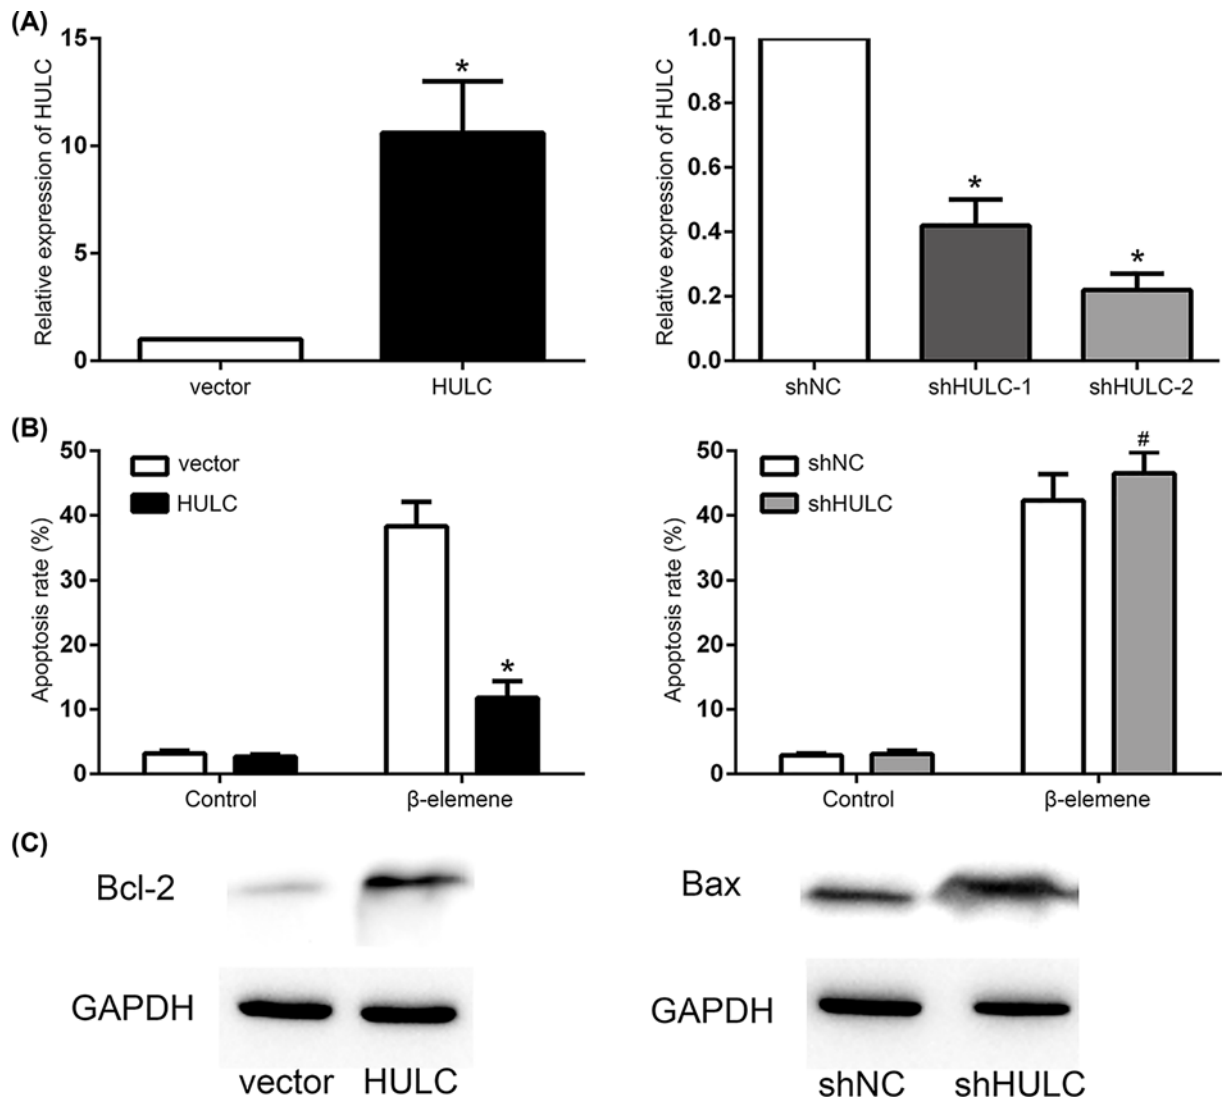 (A)
Relative expression of HULC
15
10
5
0
*
vector
HULC
Relative expression of HULC
1.0
0.8
0.6
0.4
0.2
0.0
*
*
shNC
shHULC-1
shHULC-2
(B)
Apoptosis rate (%)
50
40
30
20
10
0
vector
HULC
*
Control
β-elemene
Apoptosis rate (%)
50
40
30
20
10
0
shNC
shHULC
#
Control
β-elemene
(C)
Bcl-2
GAPDH
vector
HULC
Bax
GAPDH
shNC
shHULC